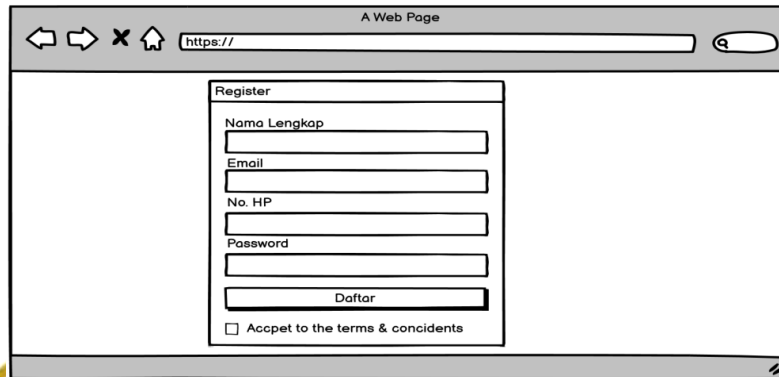 A Web Page
https://
Register
Nama Lengkap
Email
No. HP
Password
Daftar
Accpet to the terms & concidents